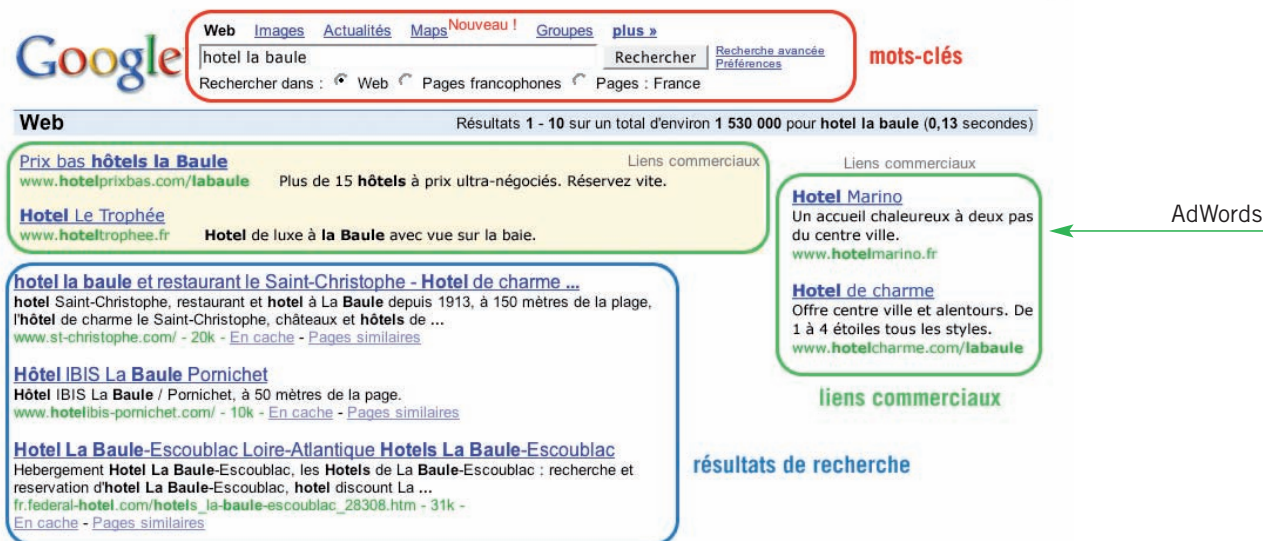 Google
Web Images Actualités Maps Nouveau ! Groupes plus »
hotel la baule Rechercher Recherche avancée
Préférences
Rechercher dans : Web Pages francophones Pages : France
mots-clés
Web Résultats 1 - 10 sur un total d'environ 1 530 000 pour hotel la baule (0,13 secondes)
Prix bas hôtels la Baule Liens commerciaux
www.hotelprixbas.com/labaule Plus de 15 hôtels à prix ultra-négociés. Réservez vite.
Hotel Le Trophée
www.hoteltrophee.fr Hotel de luxe à la Baule avec vue sur la baie.
Liens commerciaux
Hotel Marino
Un accueil chaleureux à deux pas
du centre ville.
www.hotelmarino.fr
Hotel de charme
Offre centre ville et alentours. De
1 à 4 étoiles tous les styles.
www.hotelcharme.com/labaule
AdWords
liens commerciaux
hotel la baule et restaurant le Saint-Christophe - Hotel de charme ...
hotel Saint-Christophe, restaurant et hotel à La Baule depuis 1913, à 150 mètres de la plage,
l'hôtel de charme le Saint-Christophe, châteaux et hôtels de ...
www.st-christophe.com/ - 20k - En cache - Pages similaires
Hôtel IBIS La Baule Pornichet
Hôtel IBIS La Baule / Pornichet, à 50 mètres de la page.
www.hotelibis-pornichet.com/ - 10k - En cache - Pages similaires
Hotel La Baule-Escoublac Loire-Atlantique Hotels La Baule-Escoublac
Hebergement Hotel La Baule-Escoublac, les Hotels de La Baule-Escoublac : recherche et
reservation d'hotel La Baule-Escoublac, hotel discount La ...
fr.federal-hotel.com/hotels_la-baule-escoublac_28308.htm - 31k -
En cache - Pages similaires
résultats de recherche